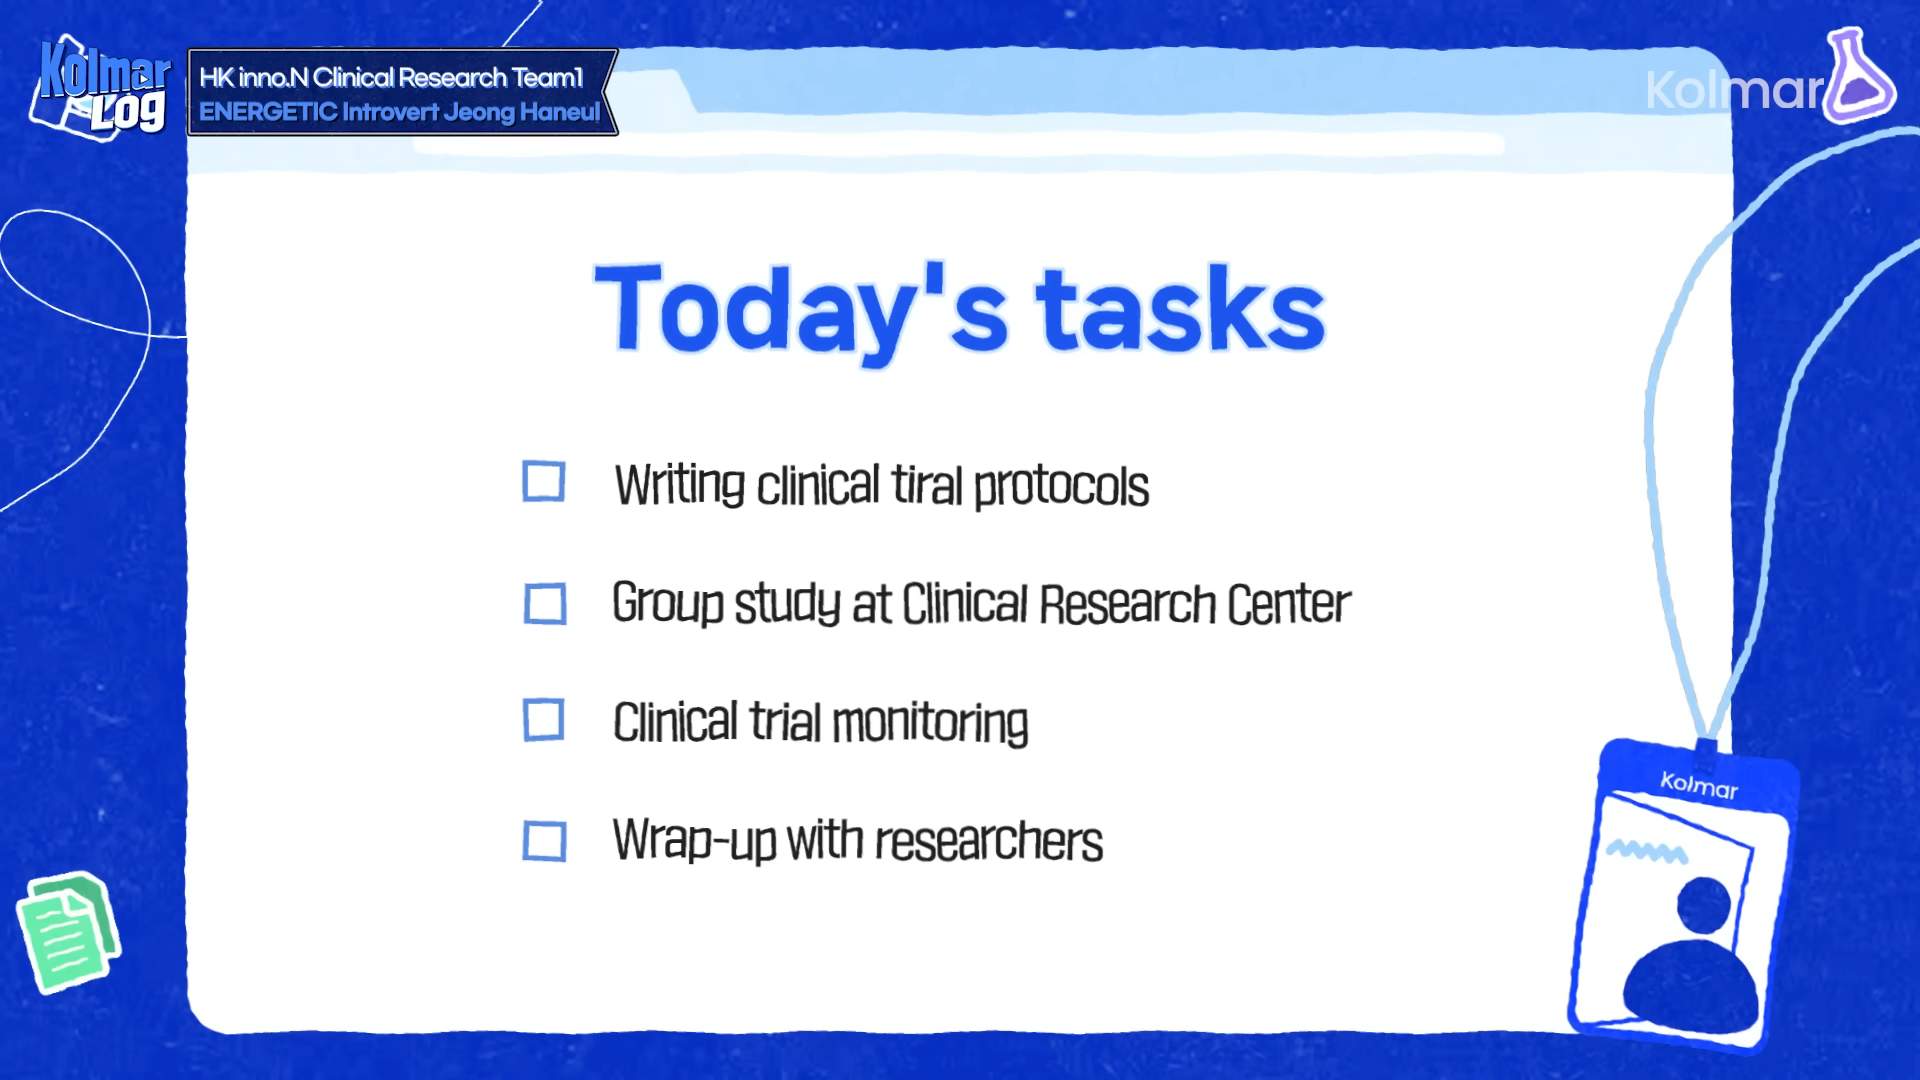 Kolmar
Log
HK inno.N Clinical Research Team1
ENERGETIC Introvert Jeong Haneul
Kolmar
Today's tasks
Writing clinical tiral protocols
Group study at Clinical Research Center
Clinical trial monitoring
Wrap-up with researchers
Kolmar